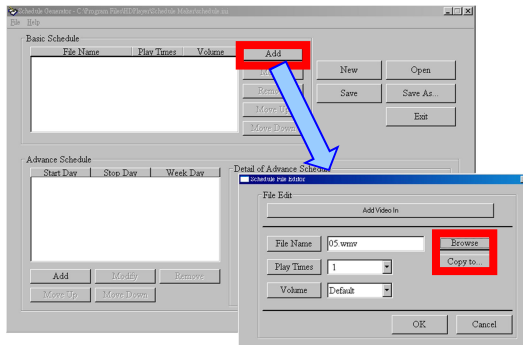 Schedule Generator - C:\Program Files\HDPlayer\Schedule Maker\schedule.su
File Help
Basic Schedule
File Name Play Times Volume
Add
New Open
Remove
Save Save As...
Move Up
Exit
Move Down
Advance Schedule
Start Day Stop Day Week Day
Detail of Advance Schedule
Schedule File Editor
File Edit
Add Video In
File Name 05.wmv Browse
Copy to...
Play Times 1
Volume Default
Add Modify Remove
Move Up Move Down
OK Cancel